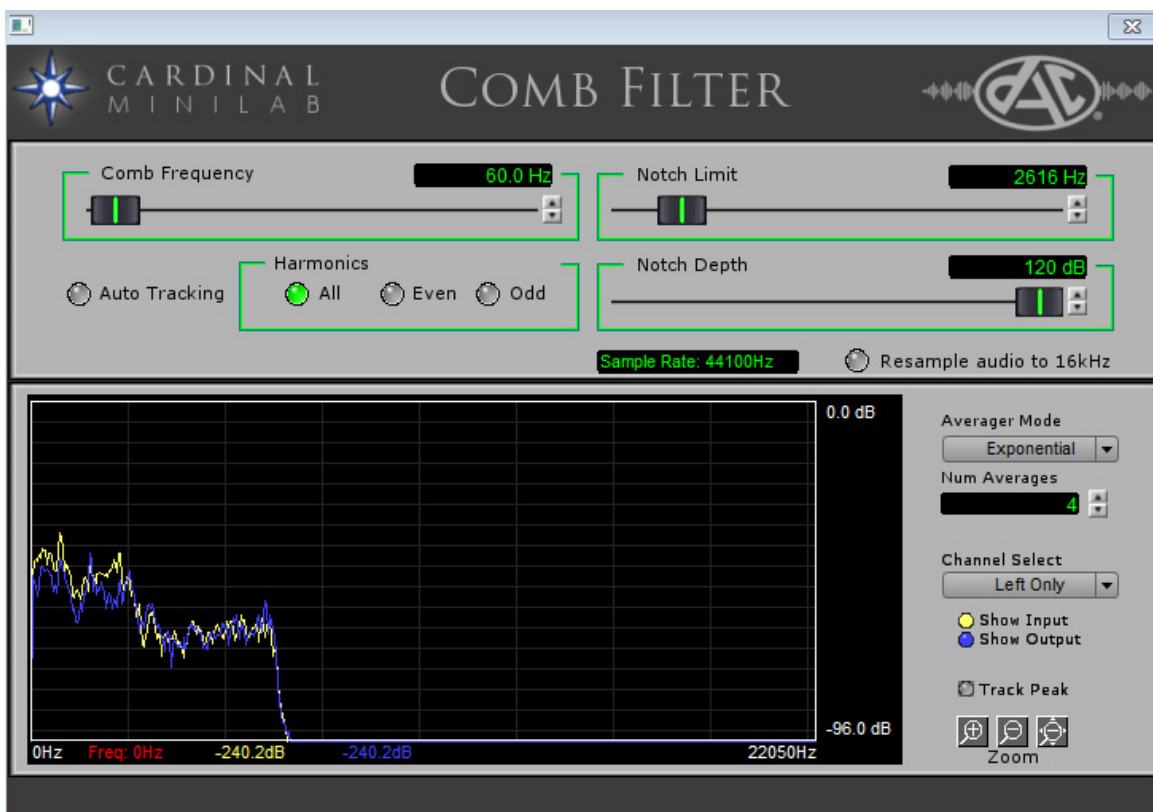 CARDINAL
MINILAB
COMB FILTER
DAC
Comb Frequency
60.0 Hz
Notch Limit
2616 Hz
Auto Tracking
Harmonics
All
Even
Odd
Notch Depth
120 dB
Sample Rate: 44100Hz
Resample audio to 16kHz
0.0 dB
-96.0 dB
0Hz
Freq: 0Hz
-240.2dB
-240.2dB
22050Hz
Averager Mode
Exponential
Num Averages
4
Channel Select
Left Only
Show Input
Show Output
Track Peak
Zoom